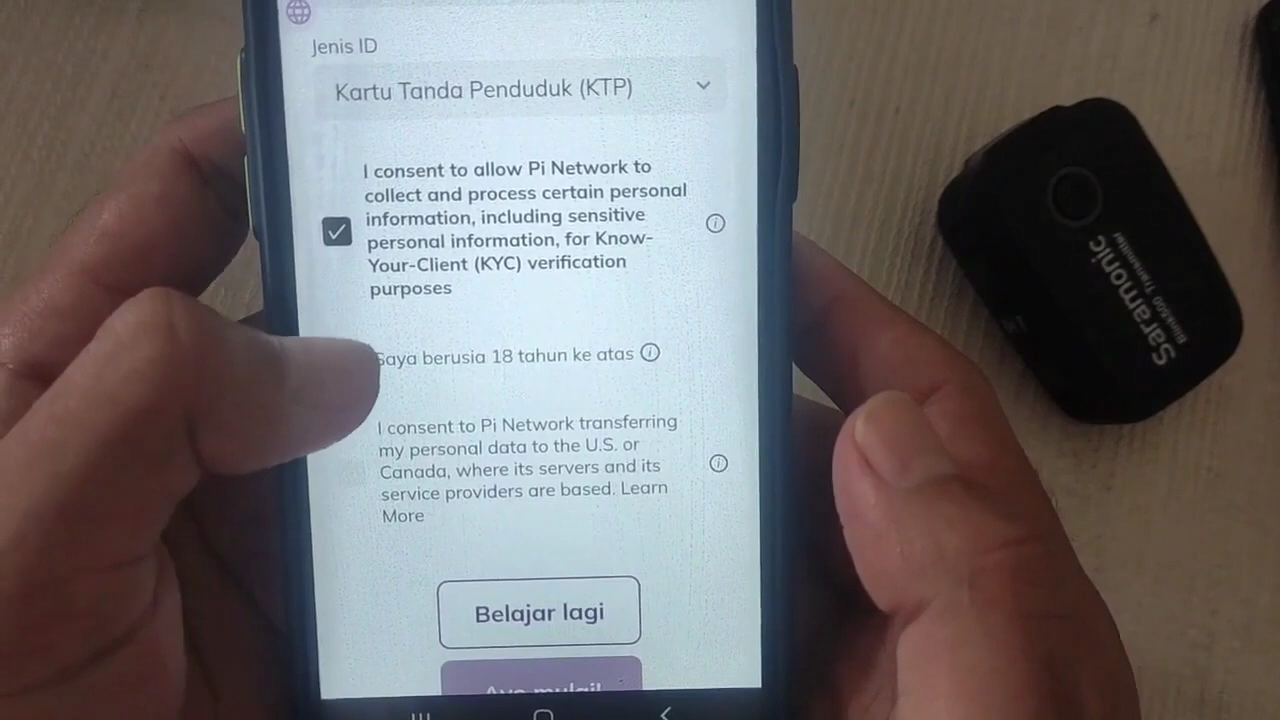 Jenis ID
Kartu Tanda Penduduk (KTP)
I consent to allow Pi Network to
collect and process certain personal
information, including sensitive
personal information, for Know-
Your-Client (KYC) verification
purposes
Saya berusia 18 tahun ke atas
I consent to Pi Network transferring
my personal data to the U.S. or
Canada, where its servers and its
service providers are based. Learn
More
Belajar lagi
Ayo mulai!
Saramonic
Blink500 Transmitter